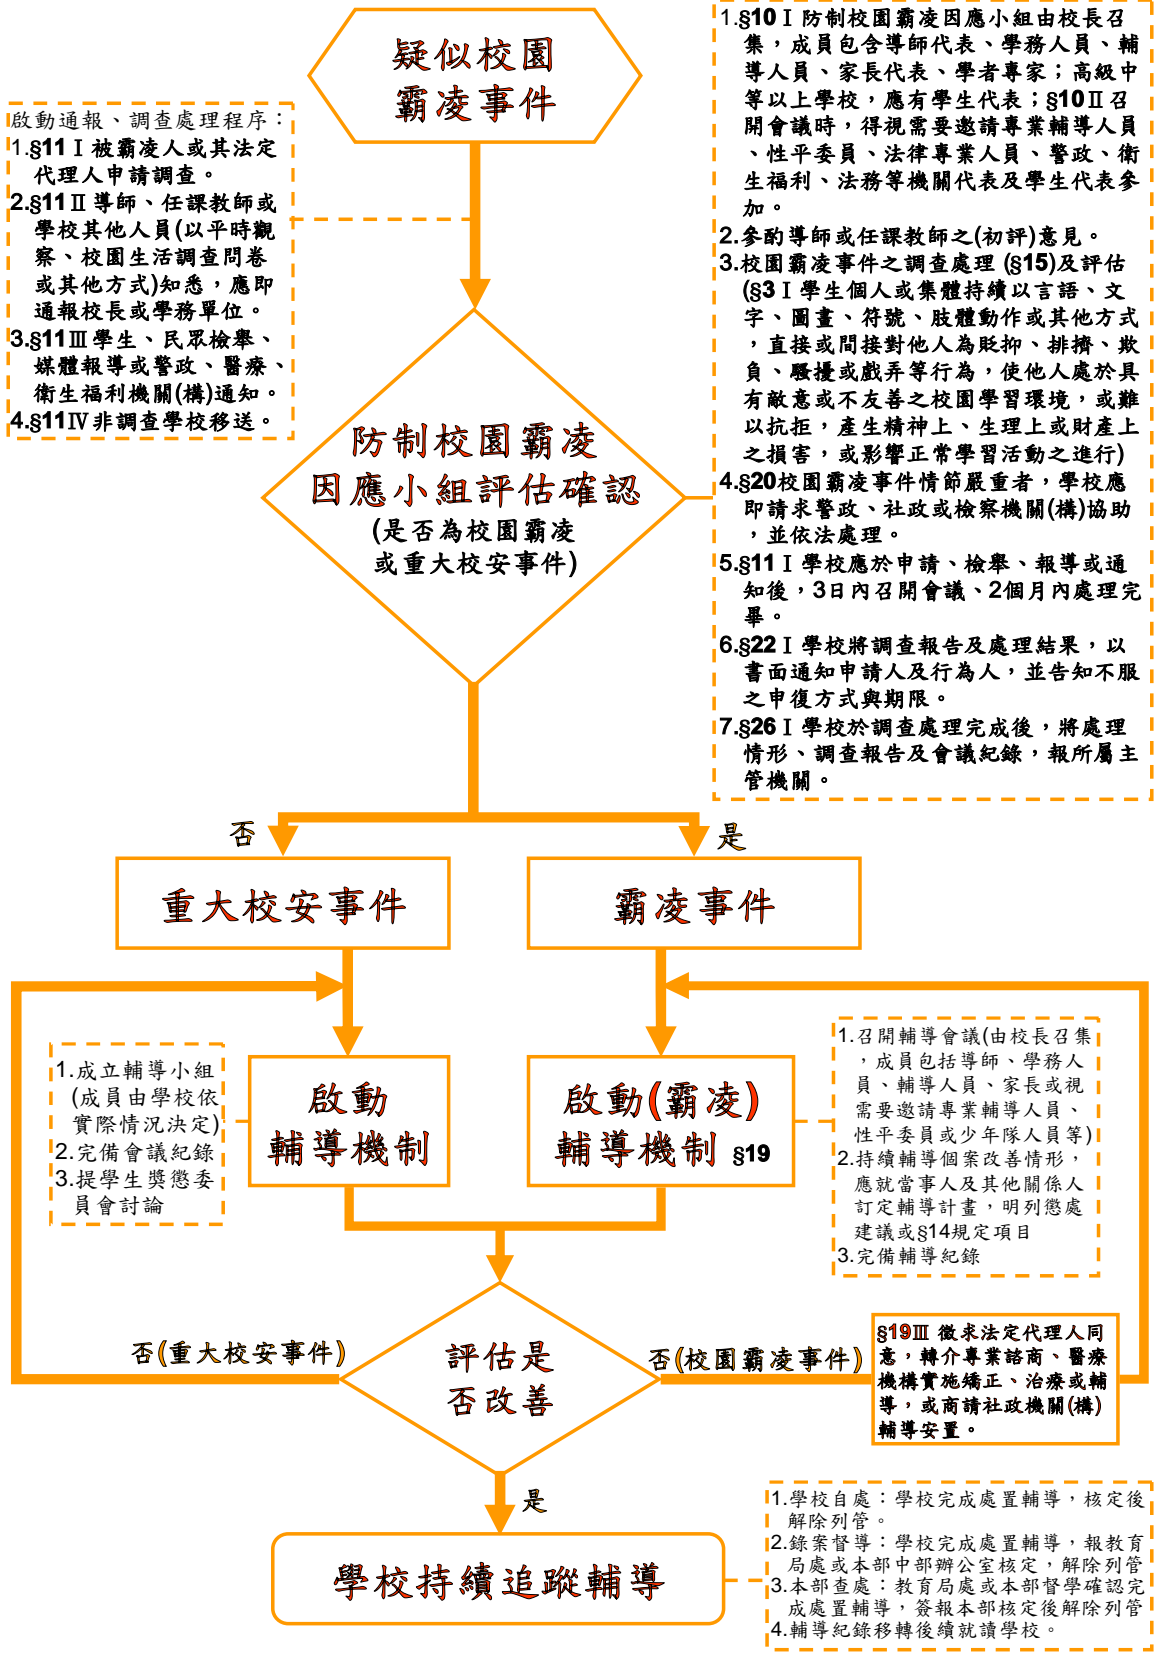 疑似校園
霸凌事件
啟動通報、調查處理程序：
1.§11Ⅰ被霸凌人或其法定
代理人申請調查。
2.§11Ⅱ導師、任課教師或
學校其他人員(以平時觀
察、校園生活調查問卷
或其他方式)知悉，應即
通報校長或學務單位。
3.§11Ⅲ學生、民眾檢舉、
媒體報導或警政、醫療、
衛生福利機關(構)通知。
4.§11Ⅳ非調查學校移送。
1.§10Ⅰ防制校園霸凌因應小組由校長召
集，成員包含導師代表、學務人員、輔
導人員、家長代表、學者專家；高級中
等以上學校，應有學生代表；§10Ⅱ召
開會議時，得視需要邀請專業輔導人員
、性平委員、法律專業人員、警政、衛
生福利、法務等機關代表及學生代表參
加。
2.參酌導師或任課教師之(初評)意見。
3.校園霸凌事件之調查處理 (§15)及評估
(§3Ⅰ學生個人或集體持續以言語、文
字、圖畫、符號、肢體動作或其他方式
，直接或間接對他人為貶抑、排擠、欺
負、騷擾或戲弄等行為，使他人處於具
有敵意或不友善之校園學習環境，或難
以抗拒，產生精神上、生理上或財產上
之損害，或影響正常學習活動之進行)
4.§20校園霸凌事件情節嚴重者，學校應
即請求警政、社政或檢察機關(構)協助
，並依法處理。
5.§11Ⅰ學校應於申請、檢舉、報導或通
知後，3日內召開會議、2個月內處理完
畢。
6.§22Ⅰ學校將調查報告及處理結果，以
書面通知申請人及行為人，並告知不服
之申復方式與期限。
7.§26Ⅰ學校於調查處理完成後，將處理
情形、調查報告及會議紀錄，報所屬主
管機關。
防制校園霸凌
因應小組評估確認
(是否為校園霸凌
或重大校安事件)
否
是
重大校安事件
霸凌事件
1.成立輔導小組
(成員由學校依
實際情況決定)
2.完備會議紀錄
3.提學生獎懲委
員會討論
啟動
輔導機制
啟動(霸凌)
輔導機制 §19
1.召開輔導會議(由校長召集
，成員包括導師、學務人
員、輔導人員、家長或視
需要邀請專業輔導人員、
性平委員或少年隊人員等)
2.持續輔導個案改善情形，
應就當事人及其他關係人
訂定輔導計畫，明列懲處
建議或§14規定項目
3.完備輔導紀錄
否(重大校安事件)
評估是
否改善
否(校園霸凌事件)
§19Ⅲ 徵求法定代理人同
意，轉介專業諮商、醫療
機構實施矯正、治療或輔
導，或商請社政機關(構)
輔導安置。
是
學校持續追蹤輔導
1.學校自處：學校完成處置輔導，核定後
解除列管。
2.錄案督導：學校完成處置輔導，報教育
局處或本部中部辦公室核定，解除列管
3.本部查處：教育局處或本部督學確認完
成處置輔導，簽報本部核定後解除列管
4.輔導紀錄移轉後續就讀學校。